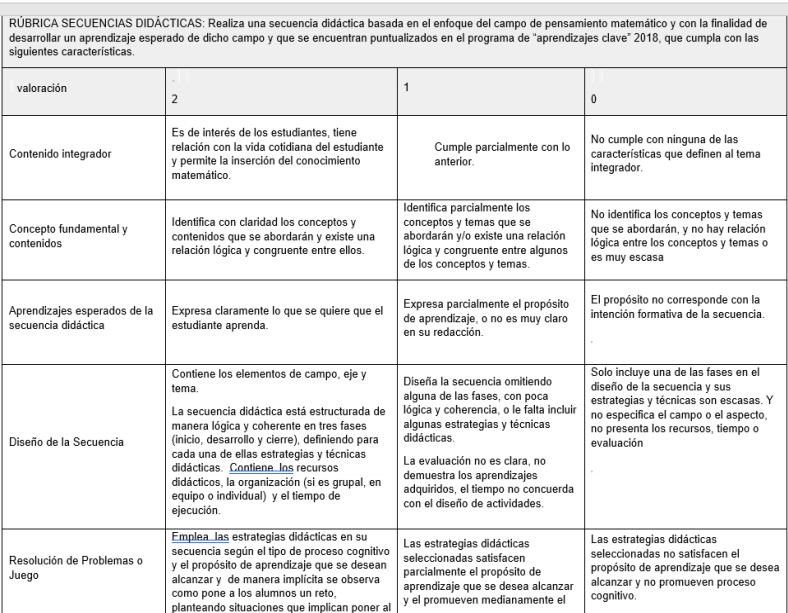 RÚBRICA SECUENCIAS DIDÁCTICAS: Realiza una secuencia didáctica basada en el enfoque del campo de pensamiento matemático y con la finalidad de
desarrollar un aprendizaje esperado de dicho campo y que se encuentran puntualizados en el programa de “aprendizajes clave” 2018, que cumpla con las
siguientes características.
valoración
2
1
0
Contenido integrador
Es de interés de los estudiantes, tiene
relación con la vida cotidiana del estudiante
y permite la inserción del conocimiento
matemático.
Cumple parcialmente con lo
anterior.
No cumple con ninguna de las
características que definen al tema
integrador.
Concepto fundamental y
contenidos
Identifica con claridad los conceptos y
contenidos que se abordarán y existe una
relación lógica y congruente entre ellos.
Identifica parcialmente los
conceptos y temas que se
abordarán y/o existe una relación
lógica y congruente entre algunos
de los conceptos y temas.
No identifica los conceptos y temas
que se abordarán, y no hay relación
lógica entre los conceptos y temas o
es muy escasa
Aprendizajes esperados de la
secuencia didáctica
Expresa claramente lo que se quiere que el
estudiante aprenda.
Expresa parcialmente el propósito
de aprendizaje, o no es muy claro
en su redacción.
El propósito no corresponde con la
intención formativa de la secuencia.
.
Diseño de la Secuencia
Contiene los elementos de campo, eje y
tema.
La secuencia didáctica está estructurada de
manera lógica y coherente en tres fases
(inicio, desarrollo y cierre), definiendo para
cada una de ellas estrategias y técnicas
didácticas. Contiene los recursos
didácticos, la organización (si es grupal, en
equipo o individual) y el tiempo de
ejecución.
Diseña la secuencia omitiendo
alguna de las fases, con poca
lógica y coherencia, o le falta incluir
algunas estrategias y técnicas
didácticas.
La evaluación no es clara, no
demuestra los aprendizajes
adquiridos, el tiempo no concuerda
con el diseño de actividades.
Solo incluye una de las fases en el
diseño de la secuencia y sus
estrategias y técnicas son escasas. Y
no especifica el campo o el aspecto,
no presenta los recursos, tiempo o
evaluación
.
Resolución de Problemas o
Juego
Emplea las estrategias didácticas en su
secuencia según el tipo de proceso cognitivo
y el propósito de aprendizaje que se desean
alcanzar y de manera implícita se observa
como pone a los alumnos un reto,
planteando situaciones que implican poner al
Las estrategias didácticas
seleccionadas satisfacen
parcialmente el propósito de
aprendizaje que se desea alcanzar
y el promueven medianamente el
Las estrategias didácticas
seleccionadas no satisfacen el
propósito de aprendizaje que se desea
alcanzar y no promueven proceso
cognitivo.